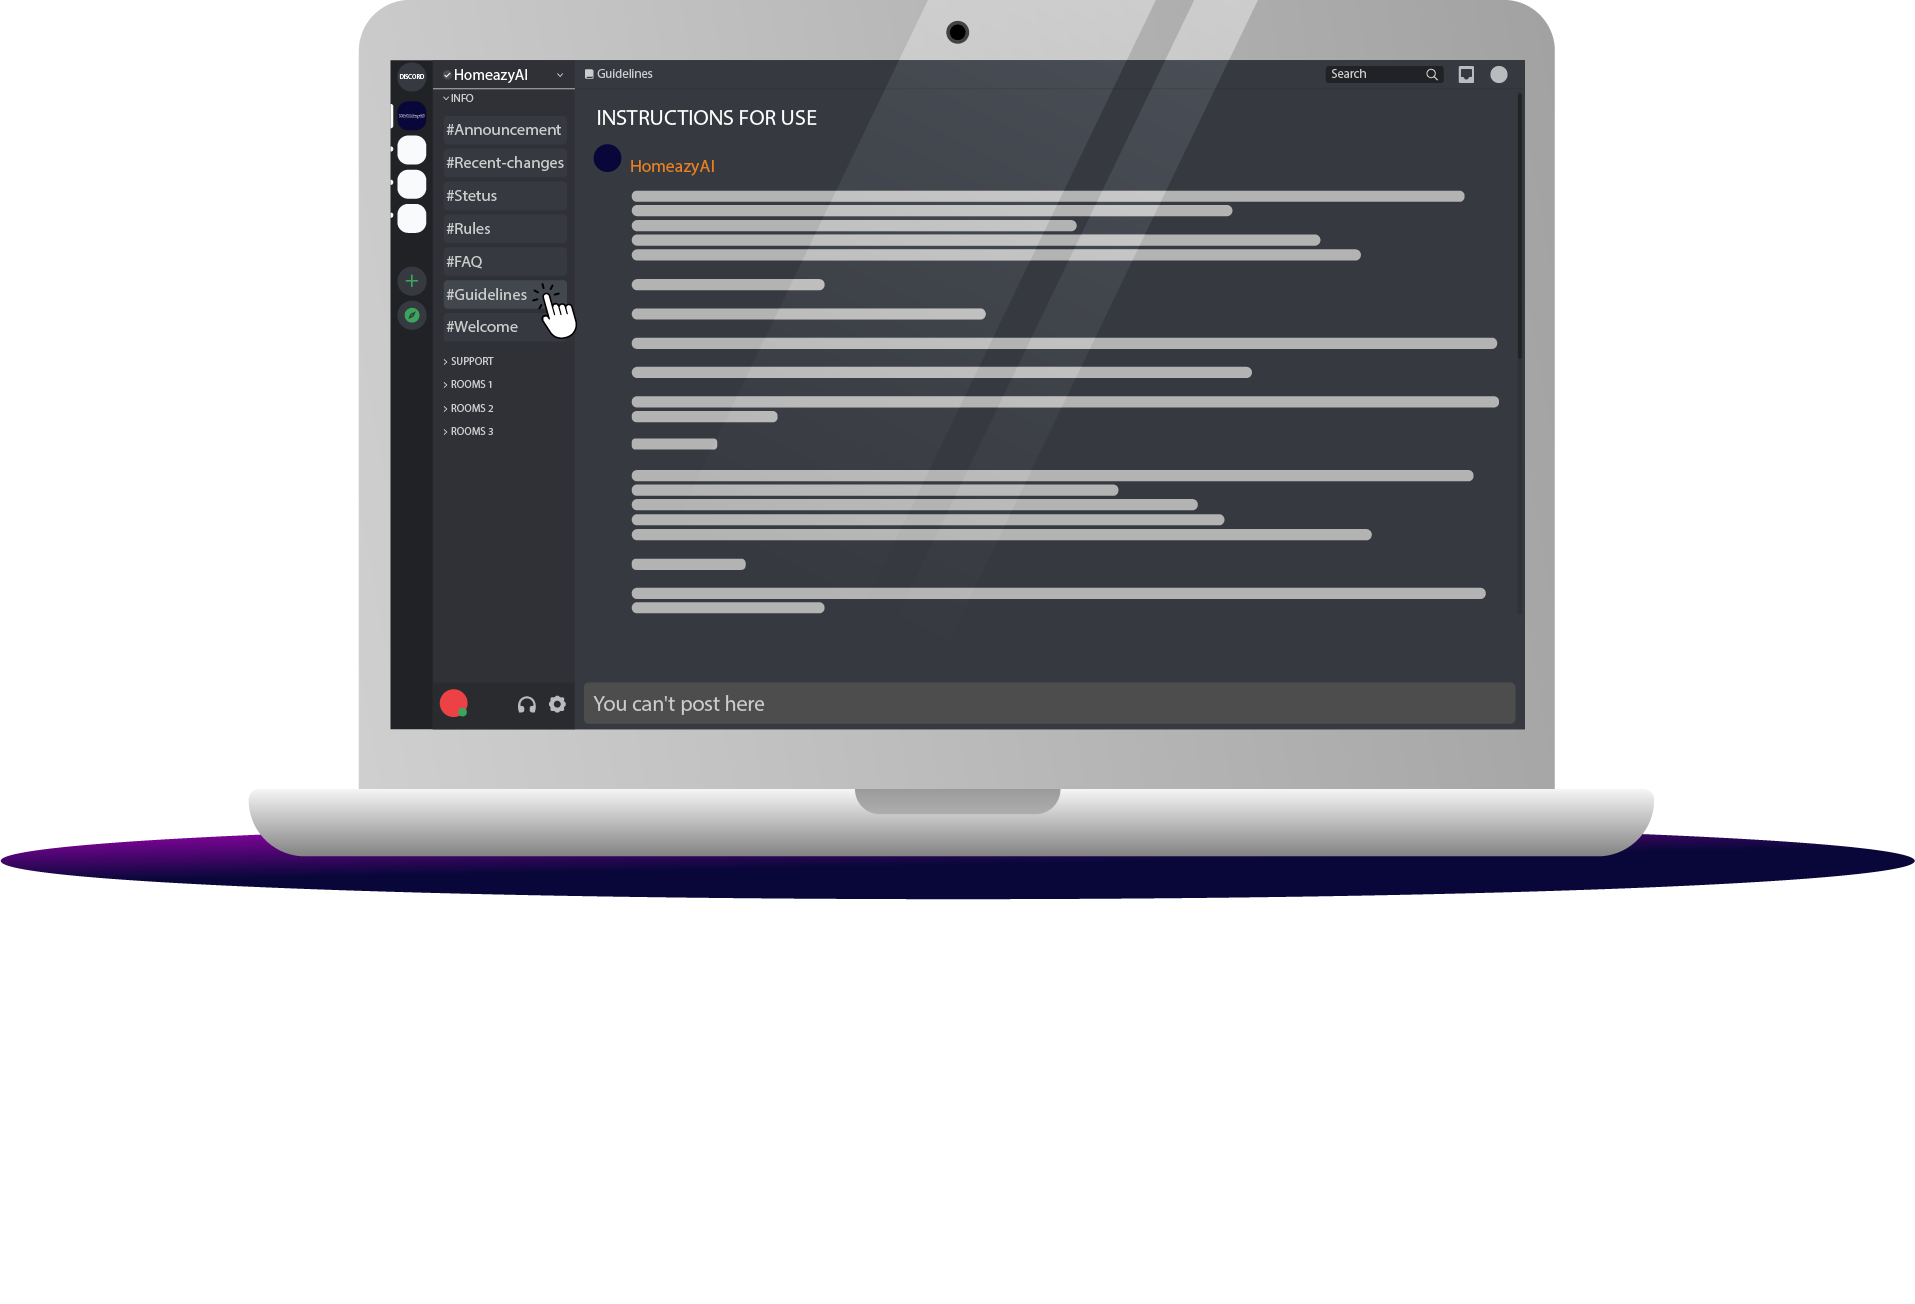 DISCORD
HomeazyAI
Guidelines
Search
INFO
#Announcement
#Recent-changes
#Stetus
#Rules
#FAQ
#Guidelines
#Welcome
SUPPORT
ROOMS 1
ROOMS 2
ROOMS 3
INSTRUCTIONS FOR USE
HomeazyAI
You can't post here